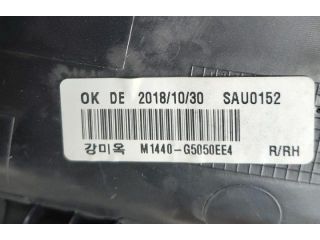 OK DE 2018/10/30 SAU0152
강미옥 M1440-G5050EE4 R/RH